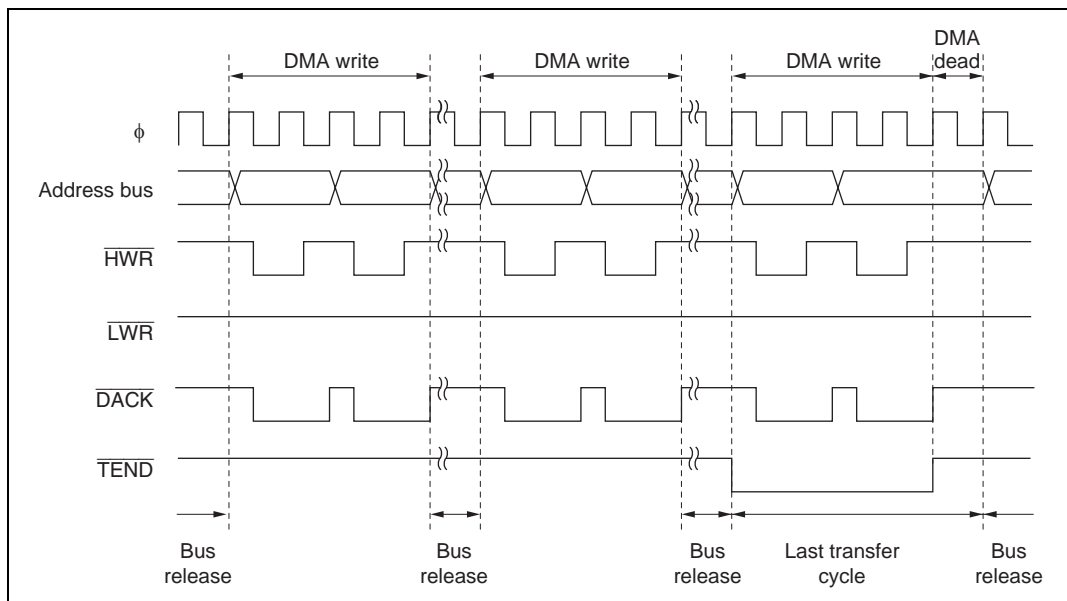 DMA write
DMA write
DMA write
DMA
dead
φ
Address bus
HWR
LWR
DACK
TEND
Bus
release
Bus
release
Bus
release
Last transfer
cycle
Bus
release